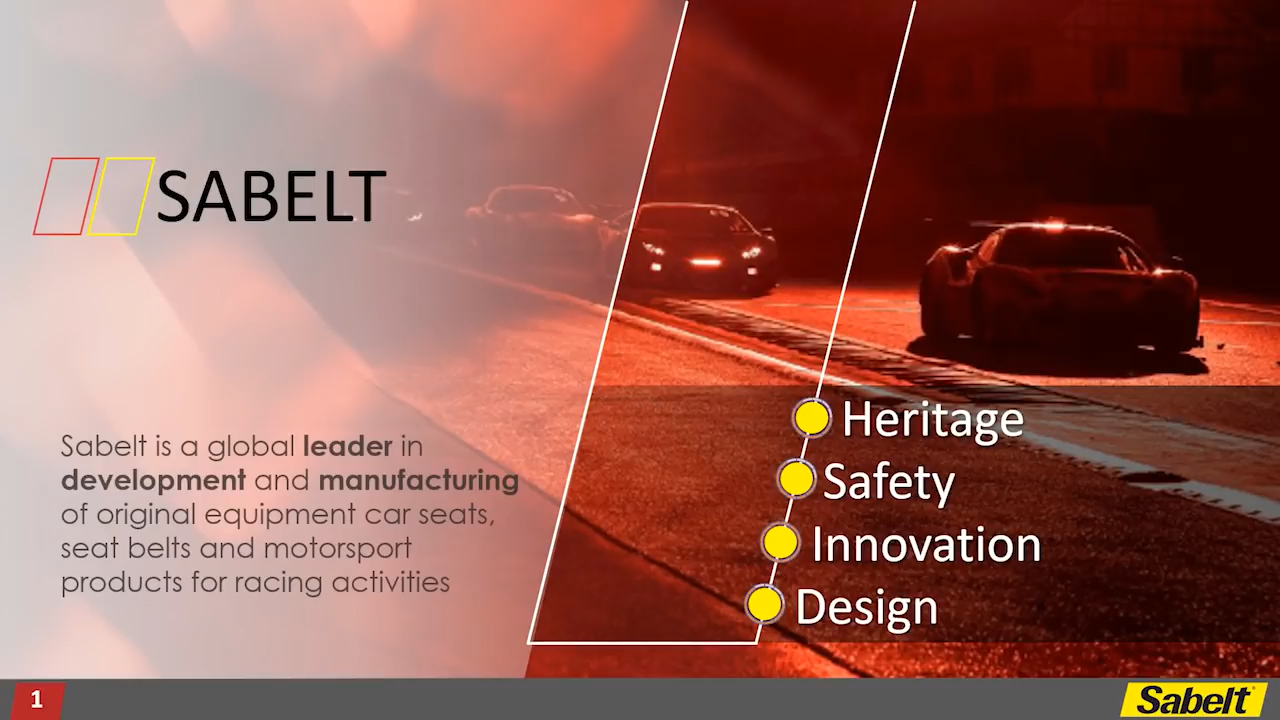 SABELT
Sabelt is a global leader in
development and manufacturing
of original equipment car seats,
seat belts and motorsport
products for racing activities
Heritage
Safety
Innovation
Design
1
Sabelt